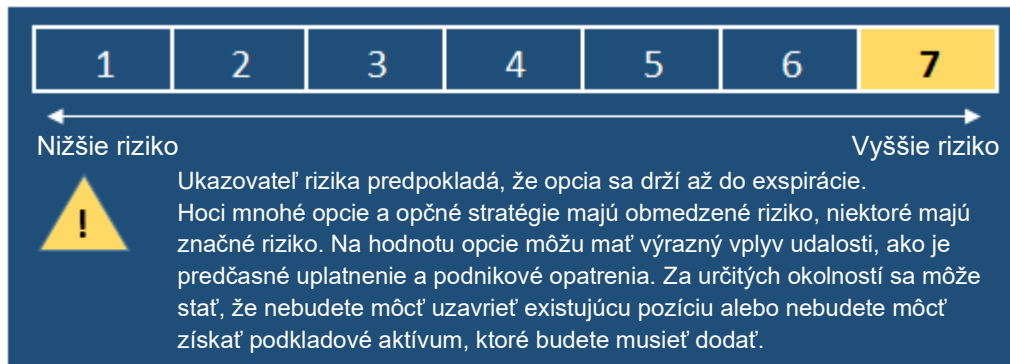 1 2 3 4 5 6 7
Nižšie riziko Vyššie riziko
Ukazovateľ rizika predpokladá, že opcia sa drží až do exspirácie.
! Hoci mnohé opcie a opčné stratégie majú obmedzené riziko, niektoré majú
značné riziko. Na hodnotu opcie môžu mať výrazný vplyv udalosti, ako je
predčasné uplatnenie a podnikové opatrenia. Za určitých okolností sa môže
stať, že nebudete môcť uzavrieť existujúcu pozíciu alebo nebudete môcť
získať podkladové aktívum, ktoré budete musieť dodať.